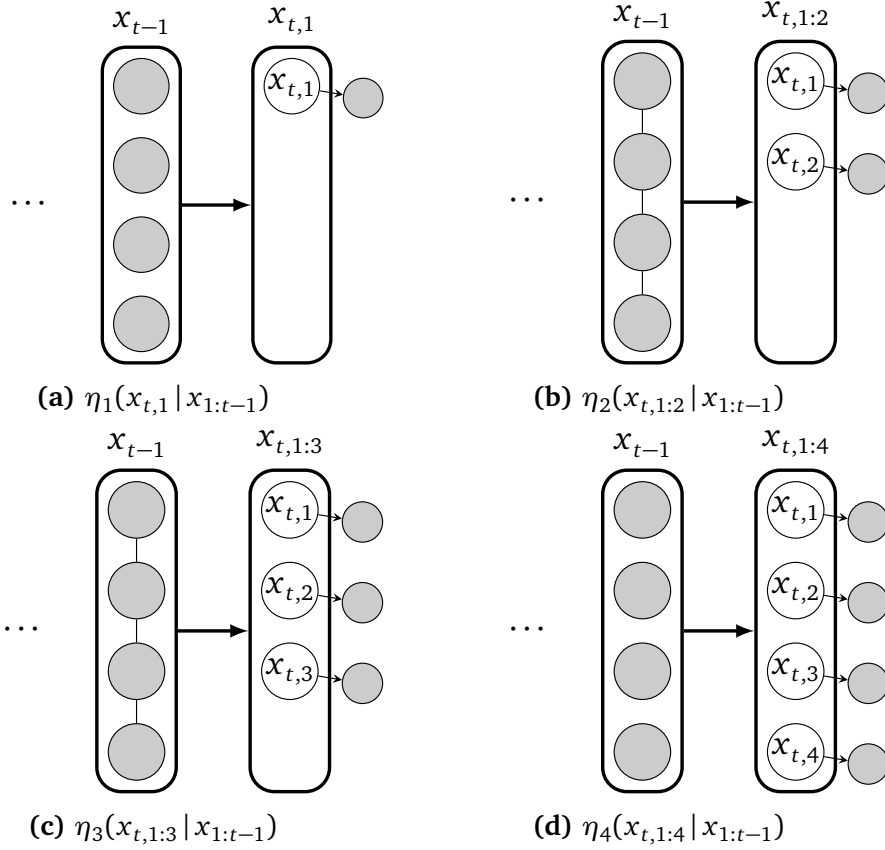 x_{t−1} x_{t,1}
x_{t,1}
...
(a) η_1(x_{t,1} | x_{1:t−1})
x_{t−1} x_{t,1:2}
x_{t,1}
x_{t,2}
...
(b) η_2(x_{t,1:2} | x_{1:t−1})
x_{t−1} x_{t,1:3}
x_{t,1}
x_{t,2}
...
x_{t,3}
(c) η_3(x_{t,1:3} | x_{1:t−1})
x_{t−1} x_{t,1:4}
x_{t,1}
x_{t,2}
...
x_{t,3}
x_{t,4}
(d) η_4(x_{t,1:4} | x_{1:t−1})